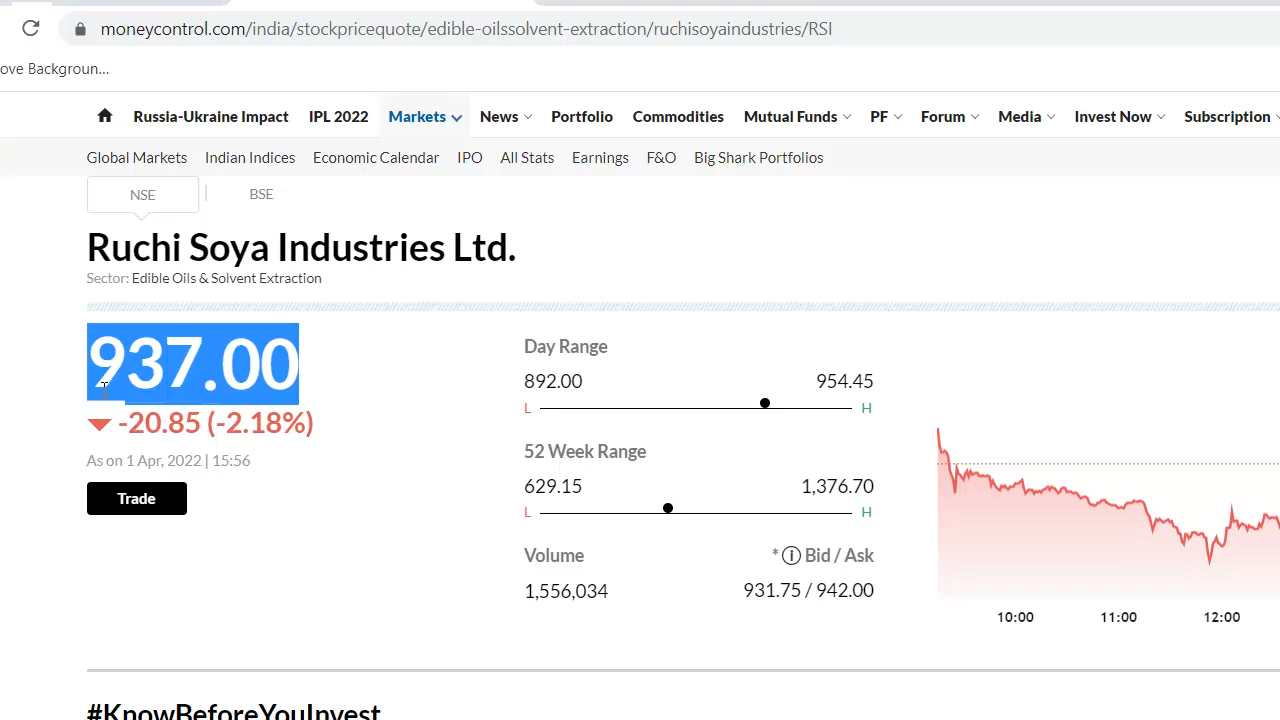 moneycontrol.com/india/stockpricequote/edible-oilssolvent-extraction/ruchisoyaindustries/RSI
ove Backgroun...
Russia-Ukraine Impact IPL 2022 Markets News Portfolio Commodities Mutual Funds PF Forum Media Invest Now Subscription
Global Markets Indian Indices Economic Calendar IPO All Stats Earnings F&O Big Shark Portfolios
NSE BSE
Ruchi Soya Industries Ltd.
Sector: Edible Oils & Solvent Extraction
937.00
-20.85 (-2.18%)
As on 1 Apr, 2022 | 15:56
Trade
Day Range
892.00 954.45
L H
52 Week Range
629.15 1,376.70
L H
Volume * i Bid / Ask
1,556,034 931.75 / 942.00
10:00 11:00 12:00
#KnowBeforeYouInvest